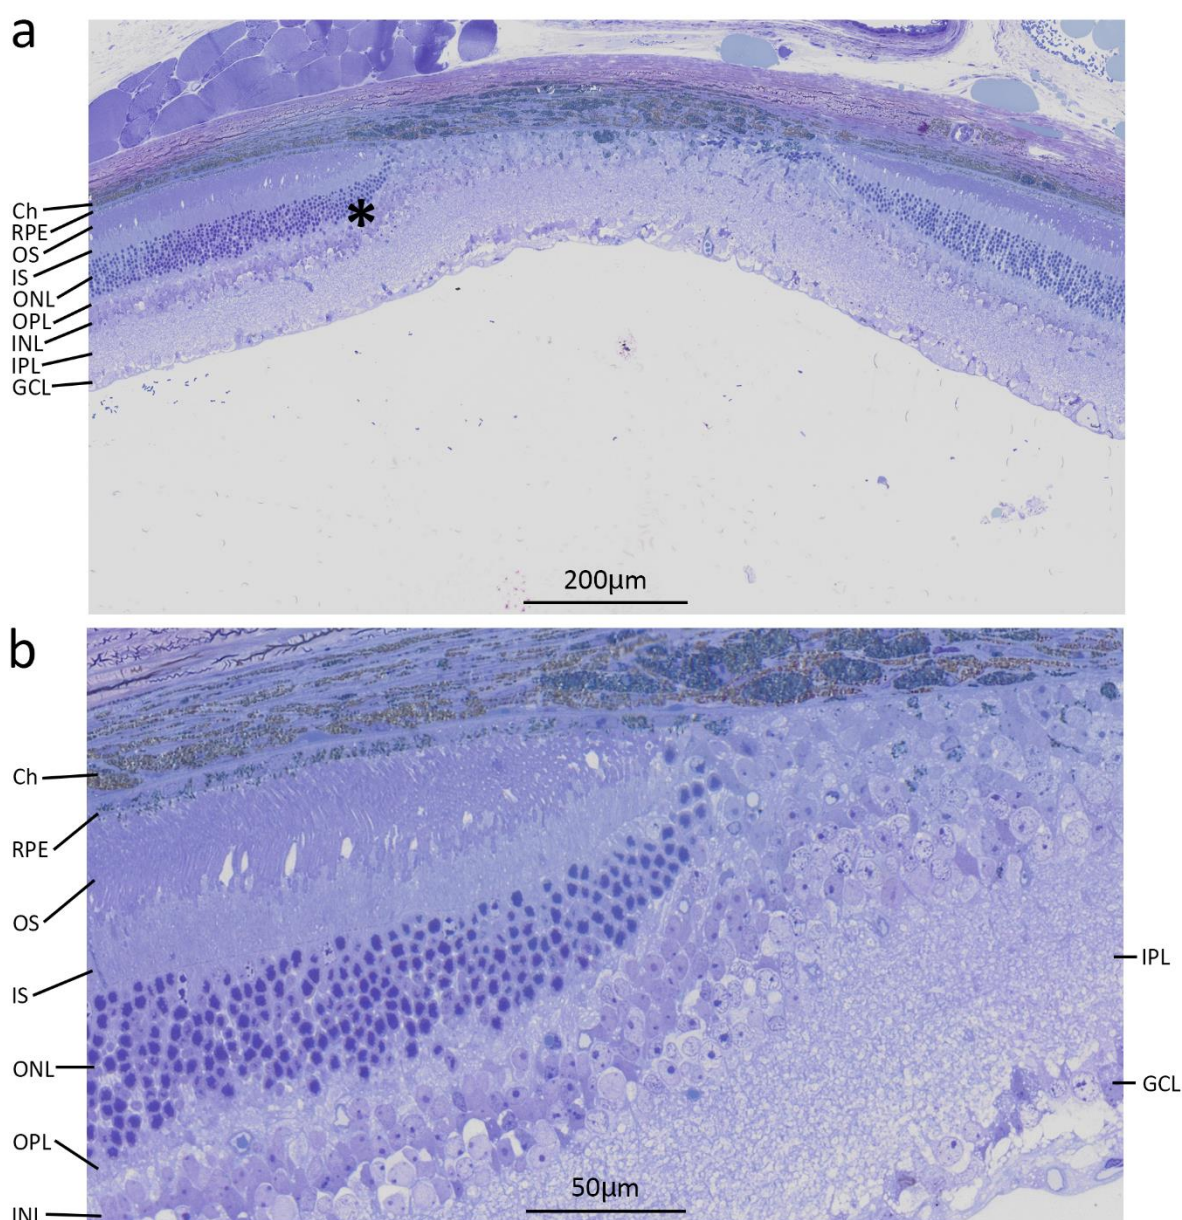 a
Ch
RPE
OS
IS
ONL
OPL
INL
IPL
GCL
*
200µm
b
Ch
RPE
OS
IS
ONL
OPL
INL
IPL
GCL
50µm